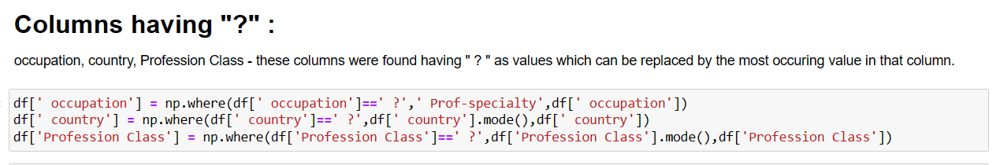 Columns having "?" :
occupation, country, Profession Class - these columns were found having " ? " as values which can be replaced by the most occuring value in that column.
df[' occupation'] = np.where(df[' occupation']==' ?',' Prof-specialty',df[' occupation'])
df[' country'] = np.where(df[' country']==' ?',df[' country'].mode(),df[' country'])
df['Profession Class'] = np.where(df['Profession Class']==' ?',df['Profession Class'].mode(),df['Profession Class'])